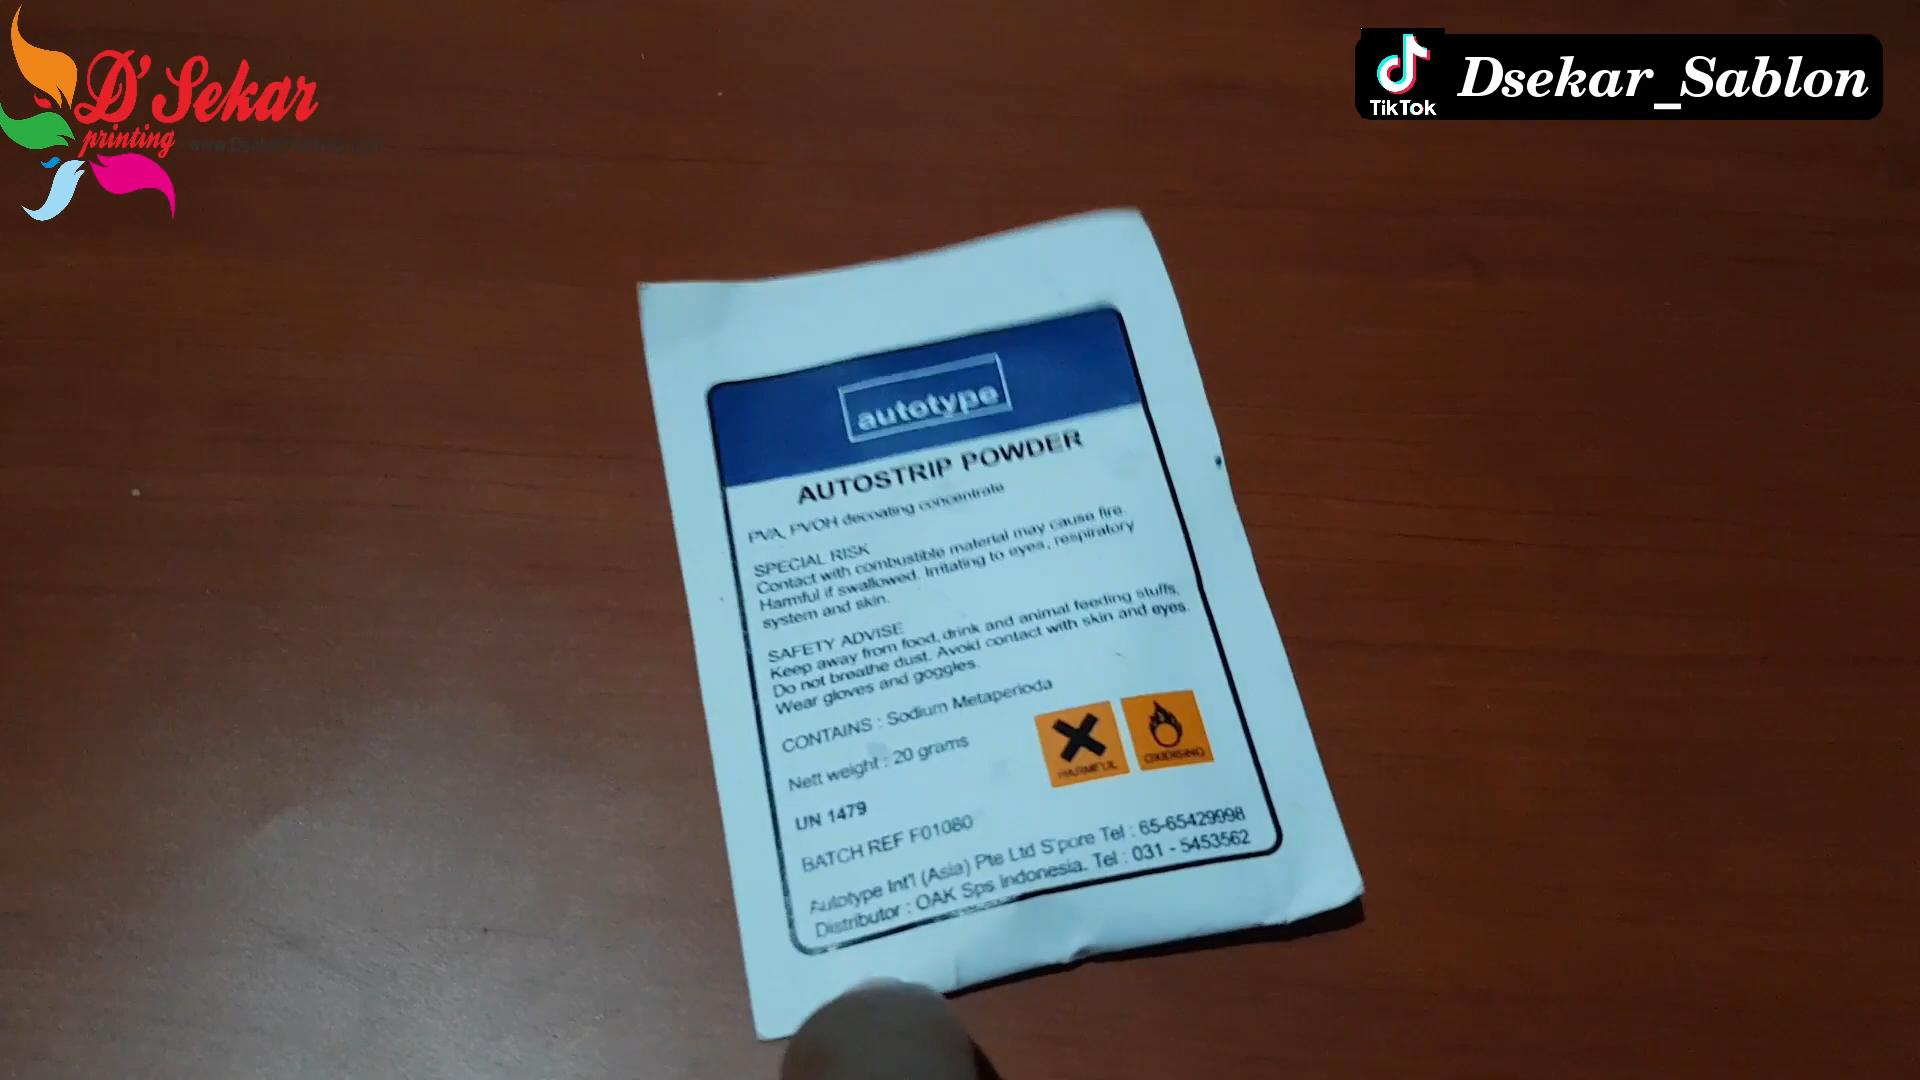 D'Sekar
printing
TikTok
Dsekar_Sablon
autotype
AUTOSTRIP POWDER
PVA, PVOH decoating concentrate
SPECIAL RISK
Contact with combustible material may cause fire.
Harmful if swallowed. Irritating to eyes, respiratory
system and skin.
SAFETY ADVISE
Keep away from food, drink and animal feeding stuffs,
Do not breathe dust. Avoid contact with skin and eyes.
Wear gloves and goggles.
CONTAINS : Sodium Metaperioda
Nett weight : 20 grams
HARMFUL
OXIDISING
UN 1479
BATCH REF F01080
Autotype Int'l (Asia) Pte Ltd S'pore Tel : 65-65429998
Distributor : OAK Sps Indonesia. Tel : 031 - 5453562